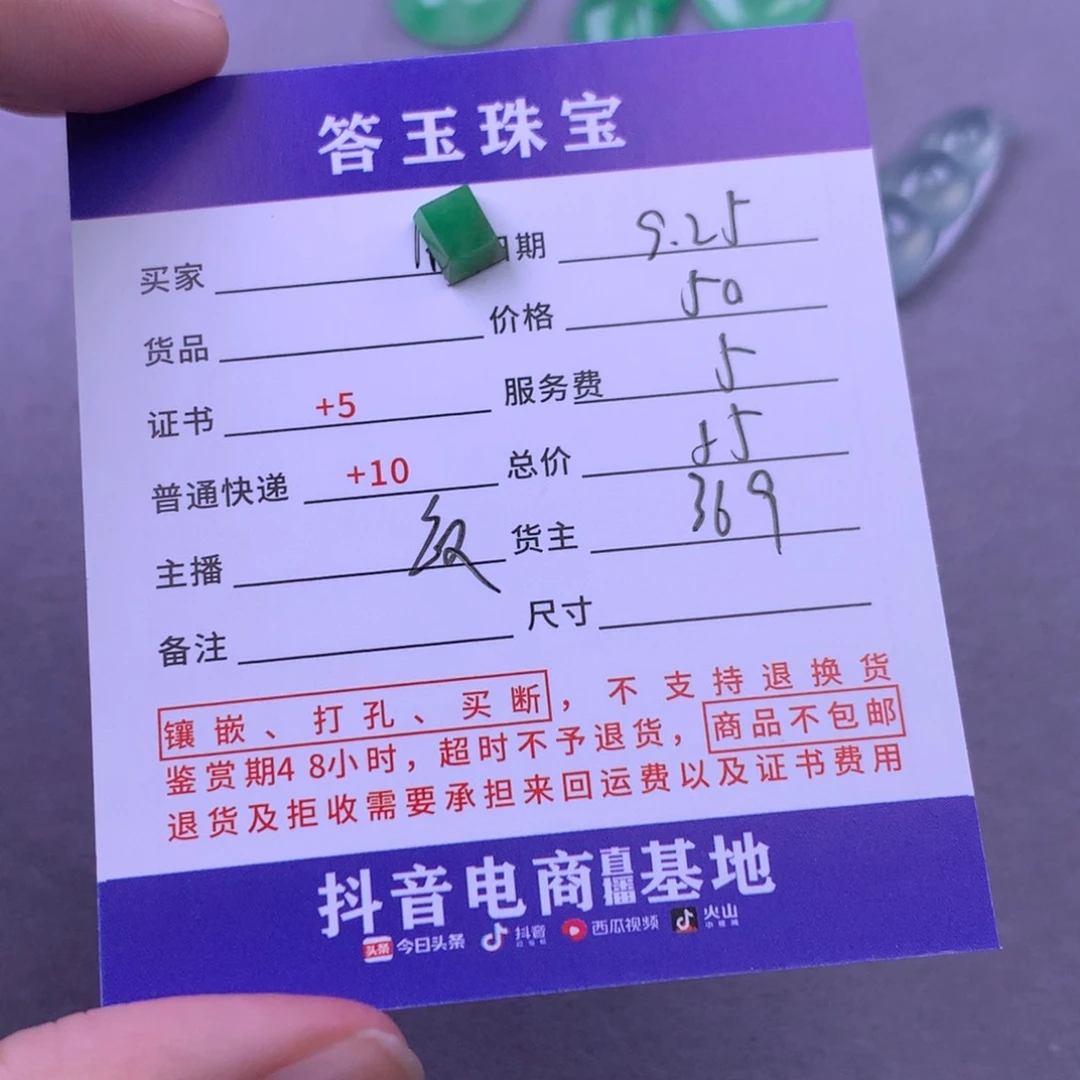 答玉珠宝
买家 日期 9.25
货品 价格 50
证书 +5 服务费 5
普通快递 +10 总价 55
主播 货主 369
备注 尺寸
镶嵌、打孔、买断，不支持退换货
鉴赏期48小时，超时不予退货，商品不包邮
退货及拒收需要承担来回运费以及证书费用
抖音电商直播基地
头条 今日头条 抖音 西瓜视频 火山